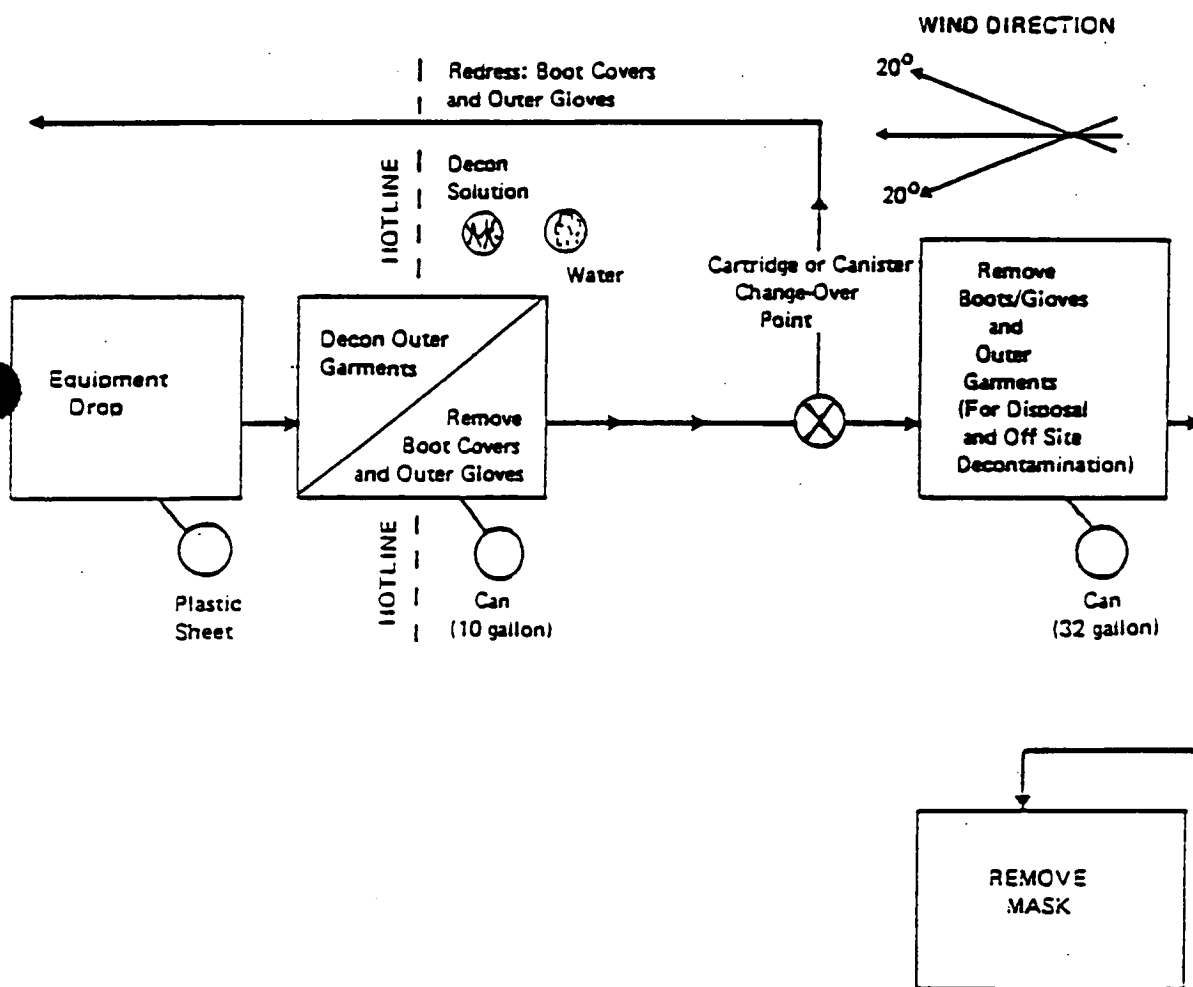 WIND DIRECTION
20°
20°
Redress: Boot Covers
and Outer Gloves
HOTLINE
Decon
Solution
Water
Cartridge or Canister
Change-Over
Point
Equipment
Drop
Decon Outer
Garments
Remove
Boot Covers
and Outer Gloves
Remove
Boots/Gloves
and
Outer
Garments
(For Disposal
and Off Site
Decontamination)
Plastic
Sheet
HOTLINE
Can
(10 gallon)
Can
(32 gallon)
REMOVE
MASK